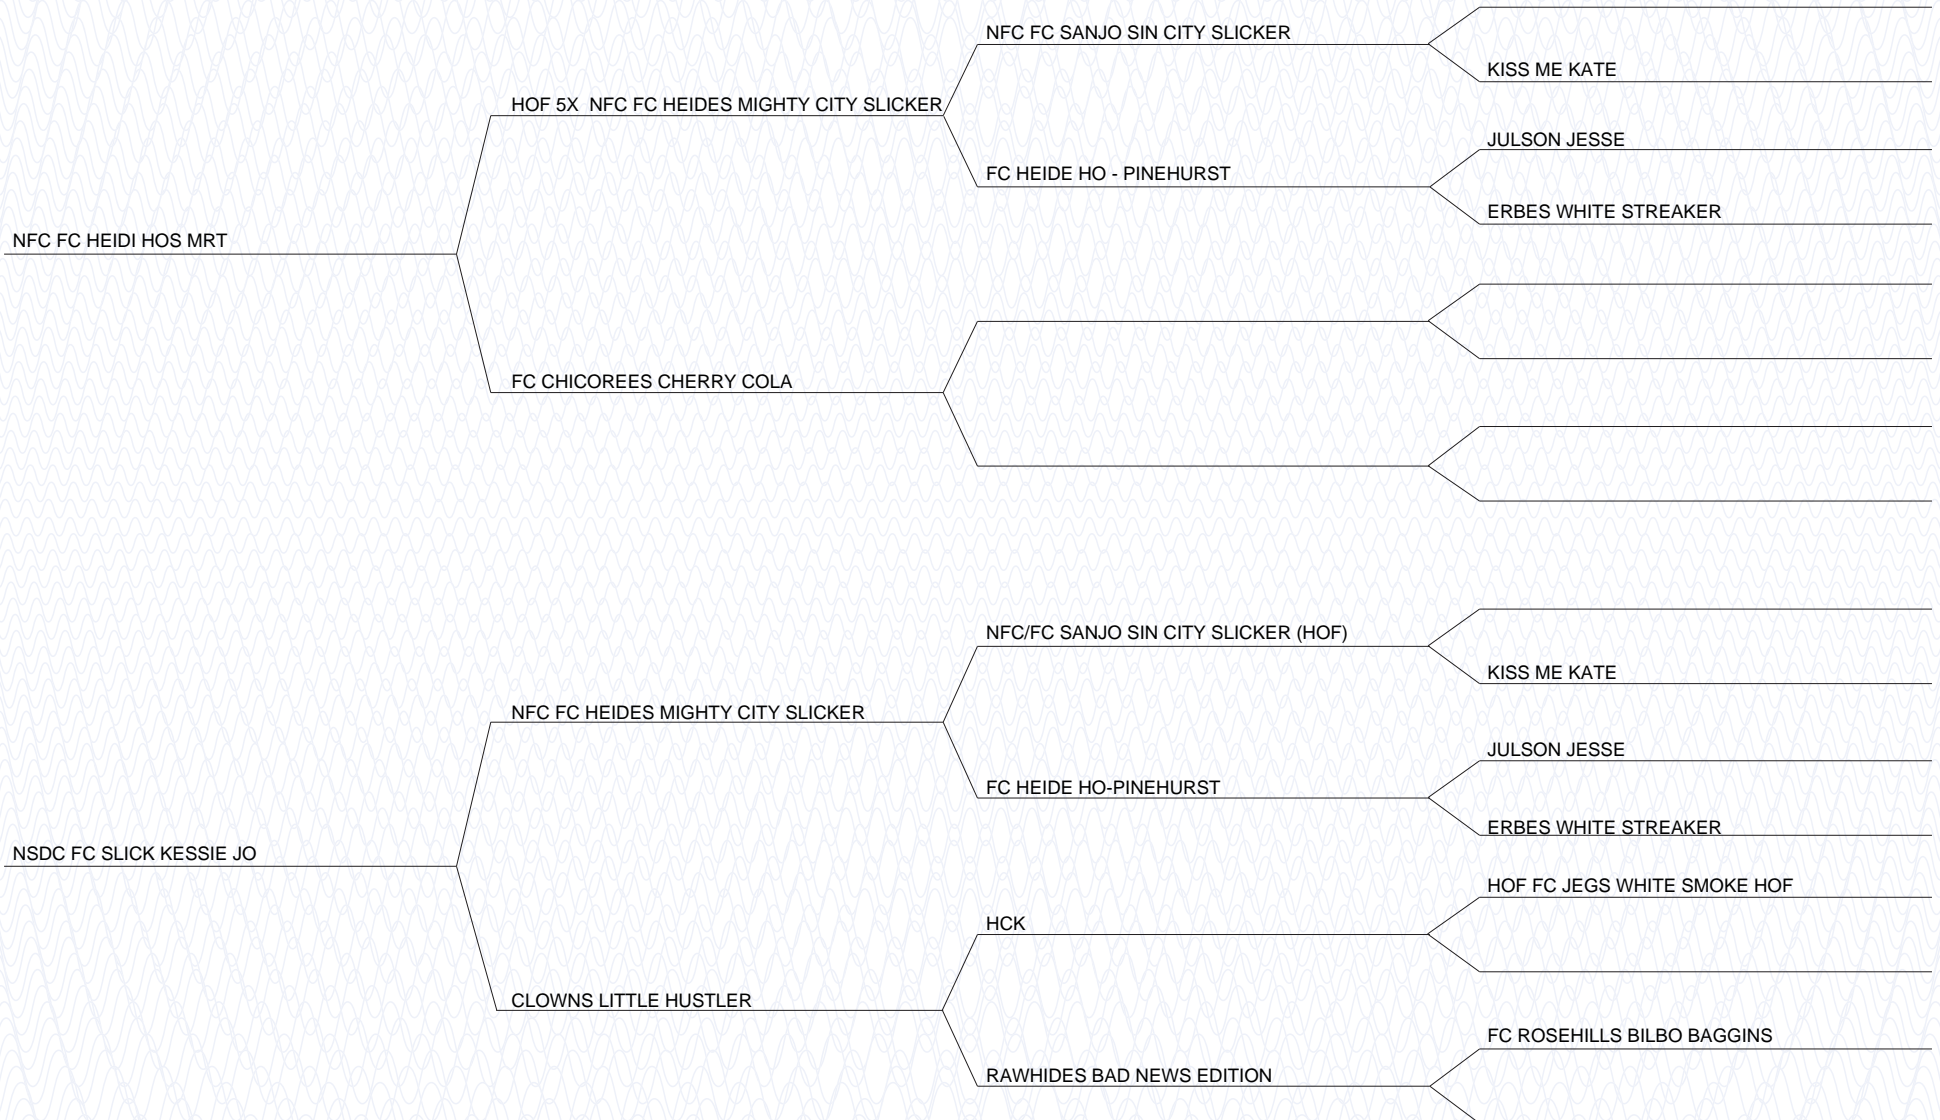 NFC FC SANJO SIN CITY SLICKER
KISS ME KATE
HOF 5X  NFC FC HEIDES MIGHTY CITY SLICKER
JULSON JESSE
FC HEIDE HO - PINEHURST
ERBES WHITE STREAKER
NFC FC HEIDI HOS MRT
FC CHICOREES CHERRY COLA
NFC/FC SANJO SIN CITY SLICKER (HOF)
KISS ME KATE
NFC FC HEIDES MIGHTY CITY SLICKER
JULSON JESSE
FC HEIDE HO-PINEHURST
ERBES WHITE STREAKER
NSDC FC SLICK KESSIE JO
HOF FC JEGS WHITE SMOKE HOF
HCK
CLOWNS LITTLE HUSTLER
FC ROSEHILLS BILBO BAGGINS
RAWHIDES BAD NEWS EDITION